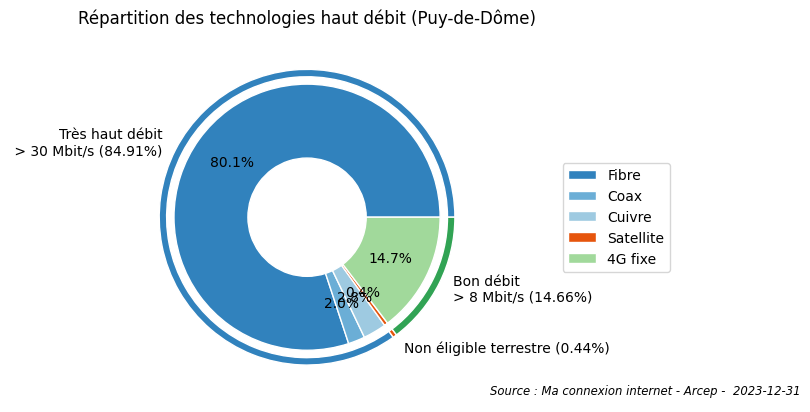 Répartition des technologies haut débit (Puy-de-Dôme)
Très haut débit
> 30 Mbit/s (84.91%)
80.1%
Fibre
Coax
Cuivre
Satellite
4G fixe
14.7%
0.4%
2.0%
Bon débit
> 8 Mbit/s (14.66%)
Non éligible terrestre (0.44%)
Source : Ma connexion internet - Arcep -  2023-12-31